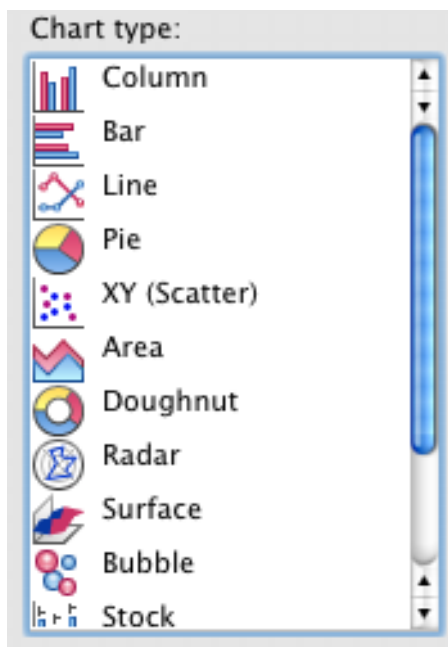 Chart type:
Column
Bar
Line
Pie
XY (Scatter)
Area
Doughnut
Radar
Surface
Bubble
Stock